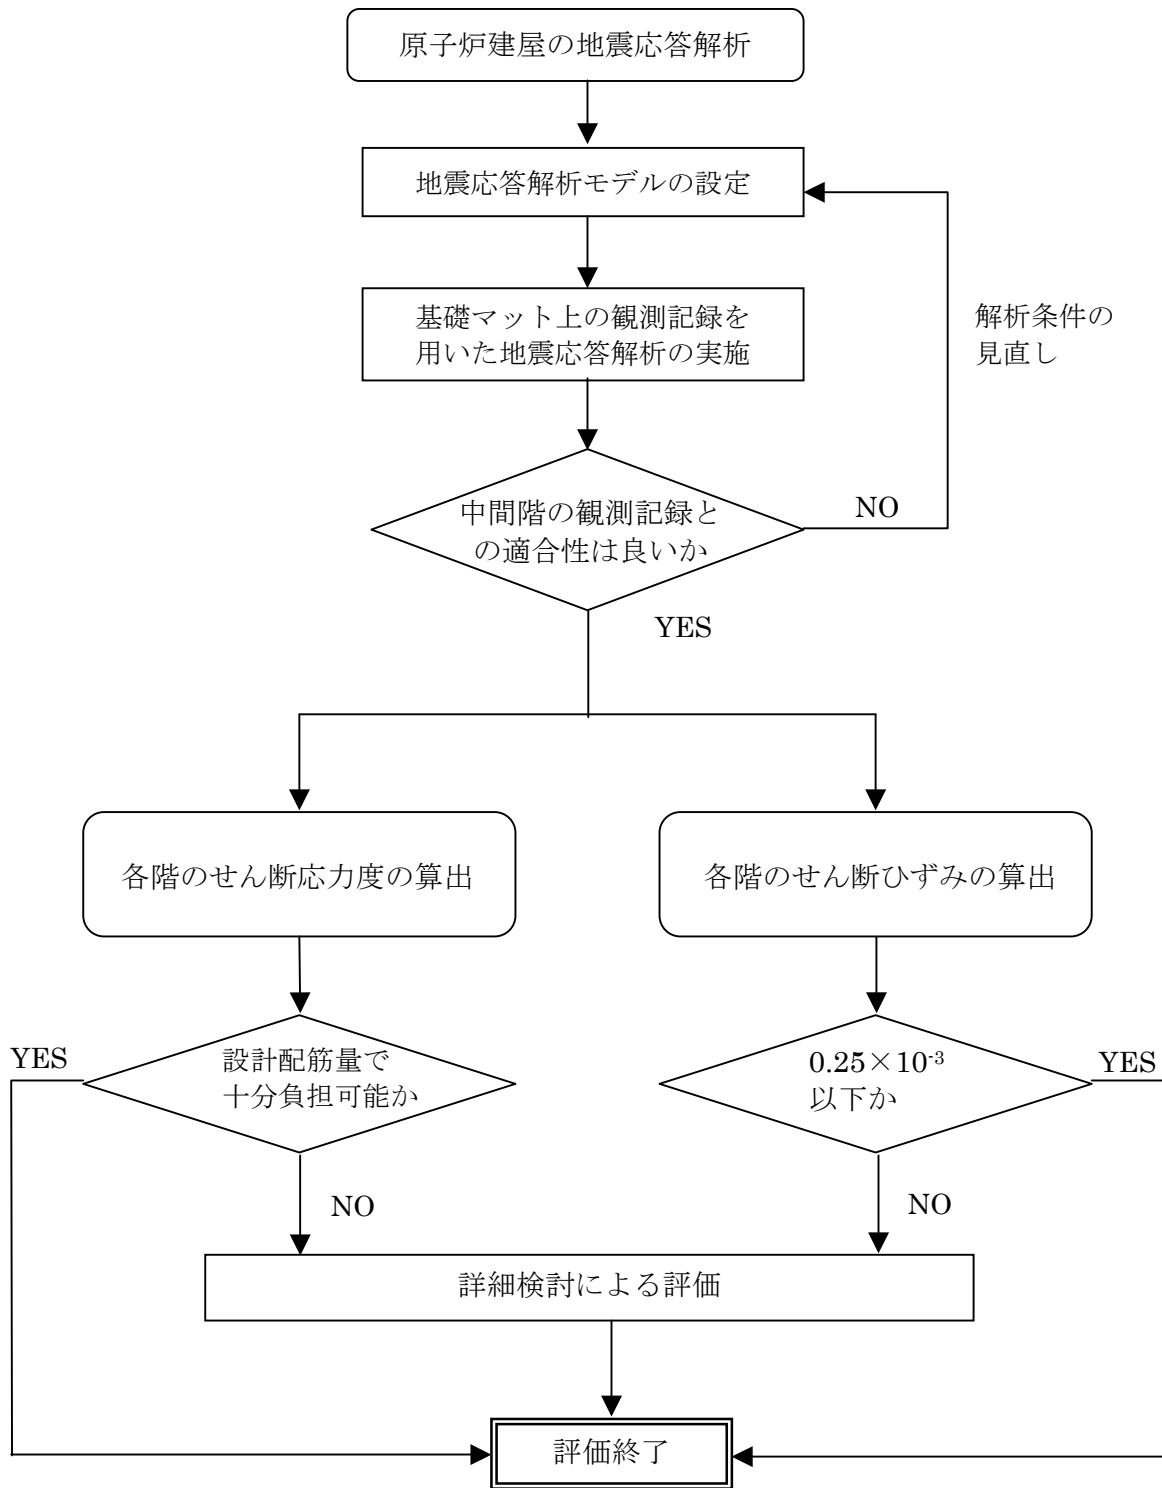 原子炉建屋の地震応答解析
地震応答解析モデルの設定
基礎マット上の観測記録を
用いた地震応答解析の実施
解析条件の
見直し
中間階の観測記録と
の適合性は良いか
NO
YES
各階のせん断応力度の算出
各階のせん断ひずみの算出
YES
設計配筋量で
十分負担可能か
0.25×10⁻³
以下か
YES
NO
NO
詳細検討による評価
評価終了